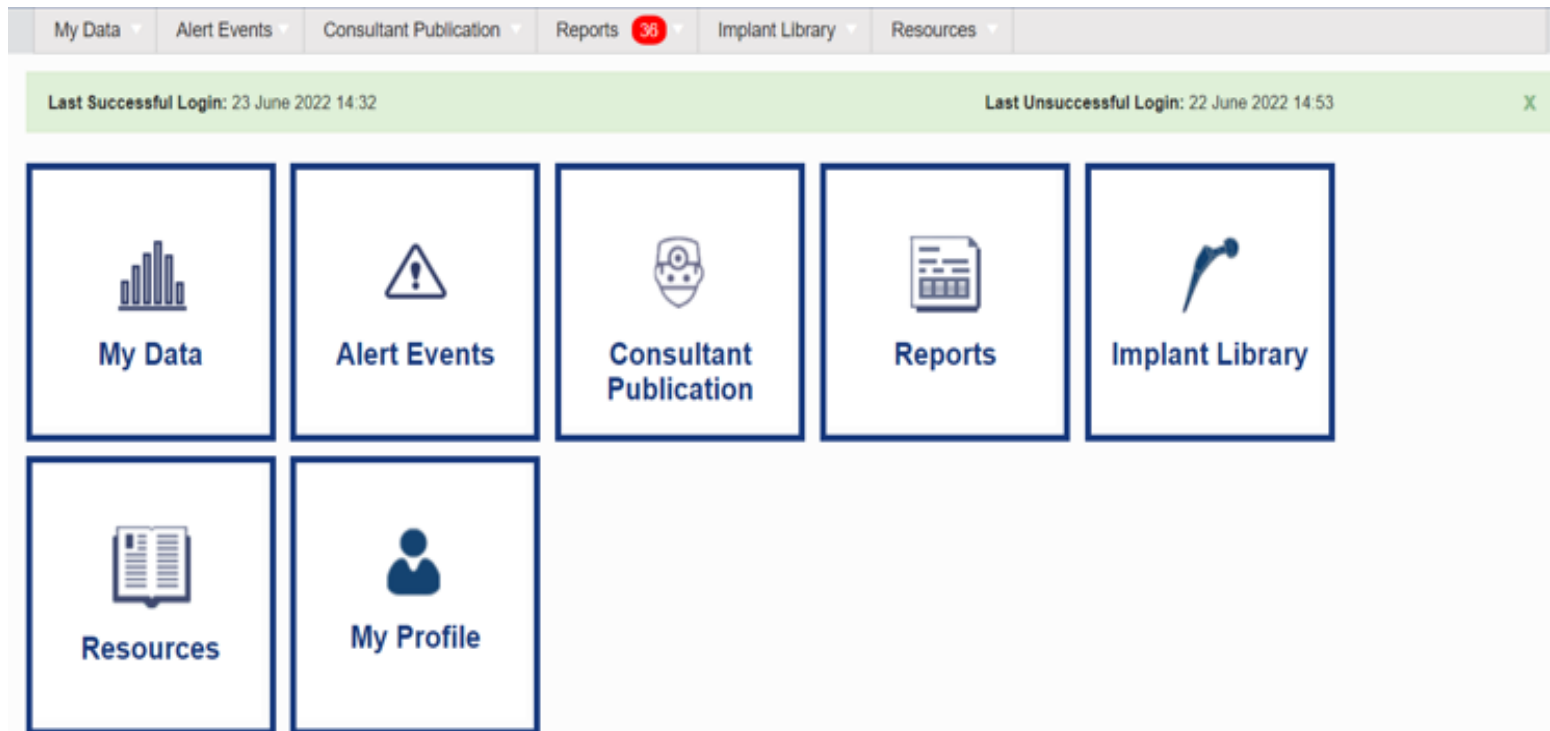 My Data Alert Events Consultant Publication Reports 36 Implant Library Resources
Last Successful Login: 23 June 2022 14:32 Last Unsuccessful Login: 22 June 2022 14:53 X
My Data
Alert Events
Consultant
Publication
Reports
Implant Library
Resources
My Profile